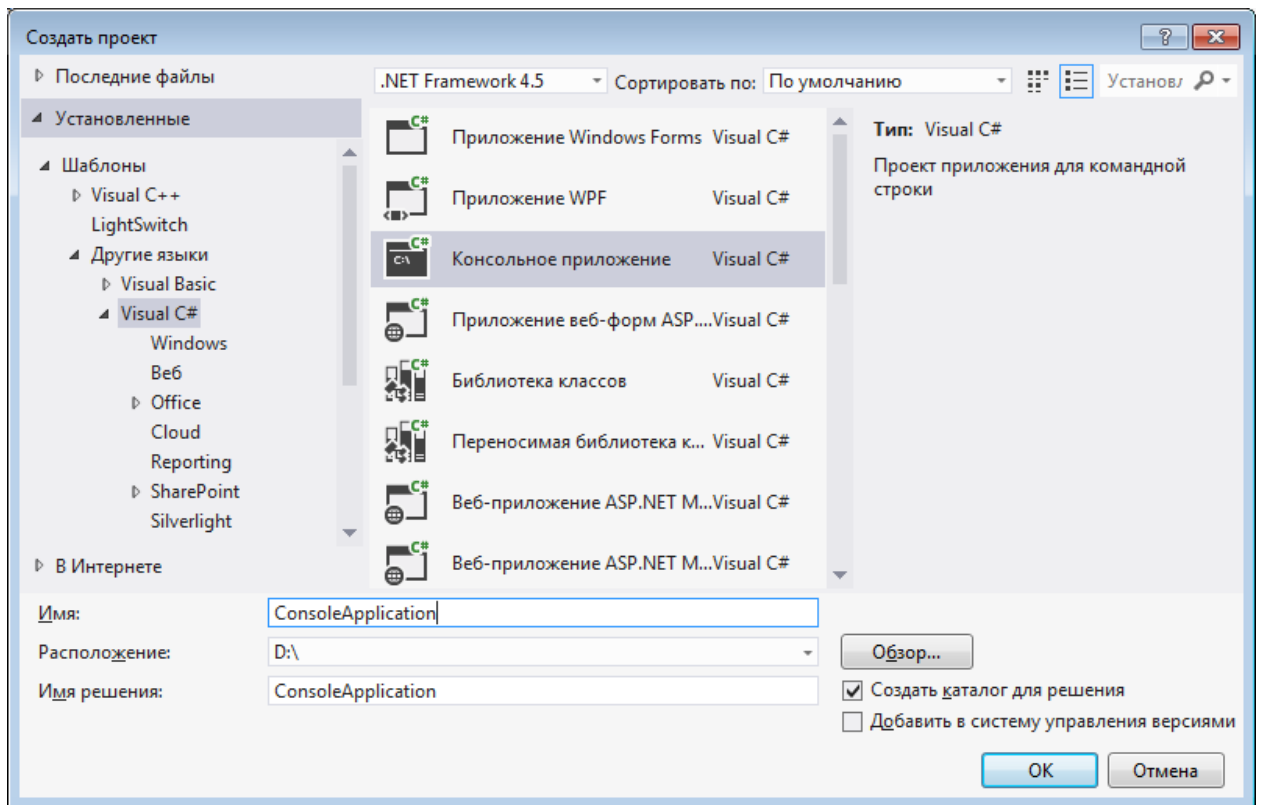 Создать проект
Последние файлы
Установленные
Шаблоны
Visual C++
LightSwitch
Другие языки
Visual Basic
Visual C#
Windows
Веб
Office
Cloud
Reporting
SharePoint
Silverlight
В Интернете
.NET Framework 4.5 Сортировать по: По умолчанию
Установл
Приложение Windows Forms Visual C#
Приложение WPF Visual C#
Консольное приложение Visual C#
Приложение веб-форм ASP.... Visual C#
Библиотека классов Visual C#
Переносимая библиотека к... Visual C#
Веб-приложение ASP.NET M... Visual C#
Веб-приложение ASP.NET M... Visual C#
Тип: Visual C#
Проект приложения для командной
строки
Имя: ConsoleApplication
Расположение: D:\
Обзор...
Имя решения: ConsoleApplication
Создать каталог для решения
Добавить в систему управления версиями
OK Отмена